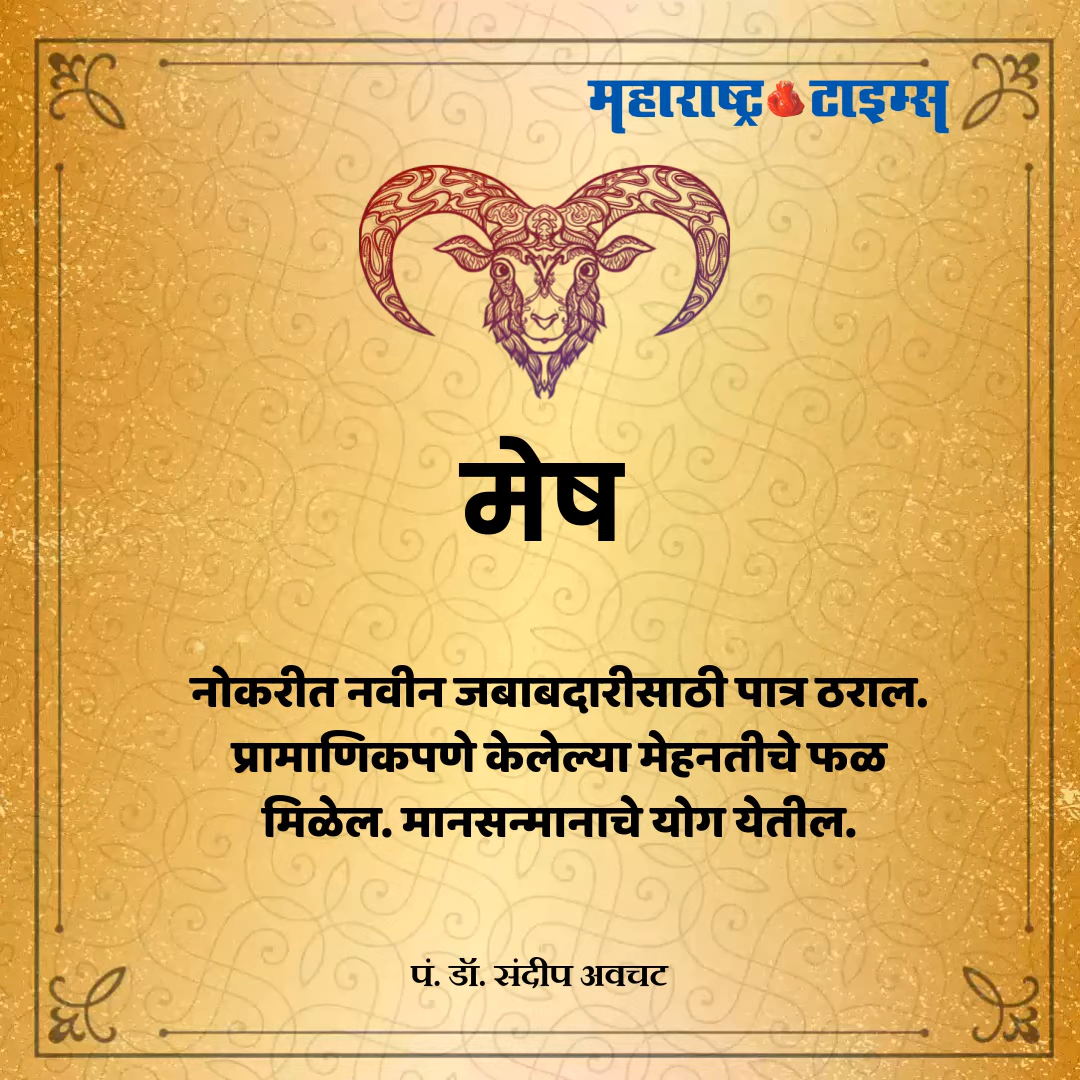 महाराष्ट्र टाइम्स
मेष
नोकरीत नवीन जबाबदारीसाठी पात्र ठराल.
प्रामाणिकपणे केलेल्या मेहनतीचे फळ
मिळेल. मानसन्मानाचे योग येतील.
पं. डॉ. संदीप अवचट